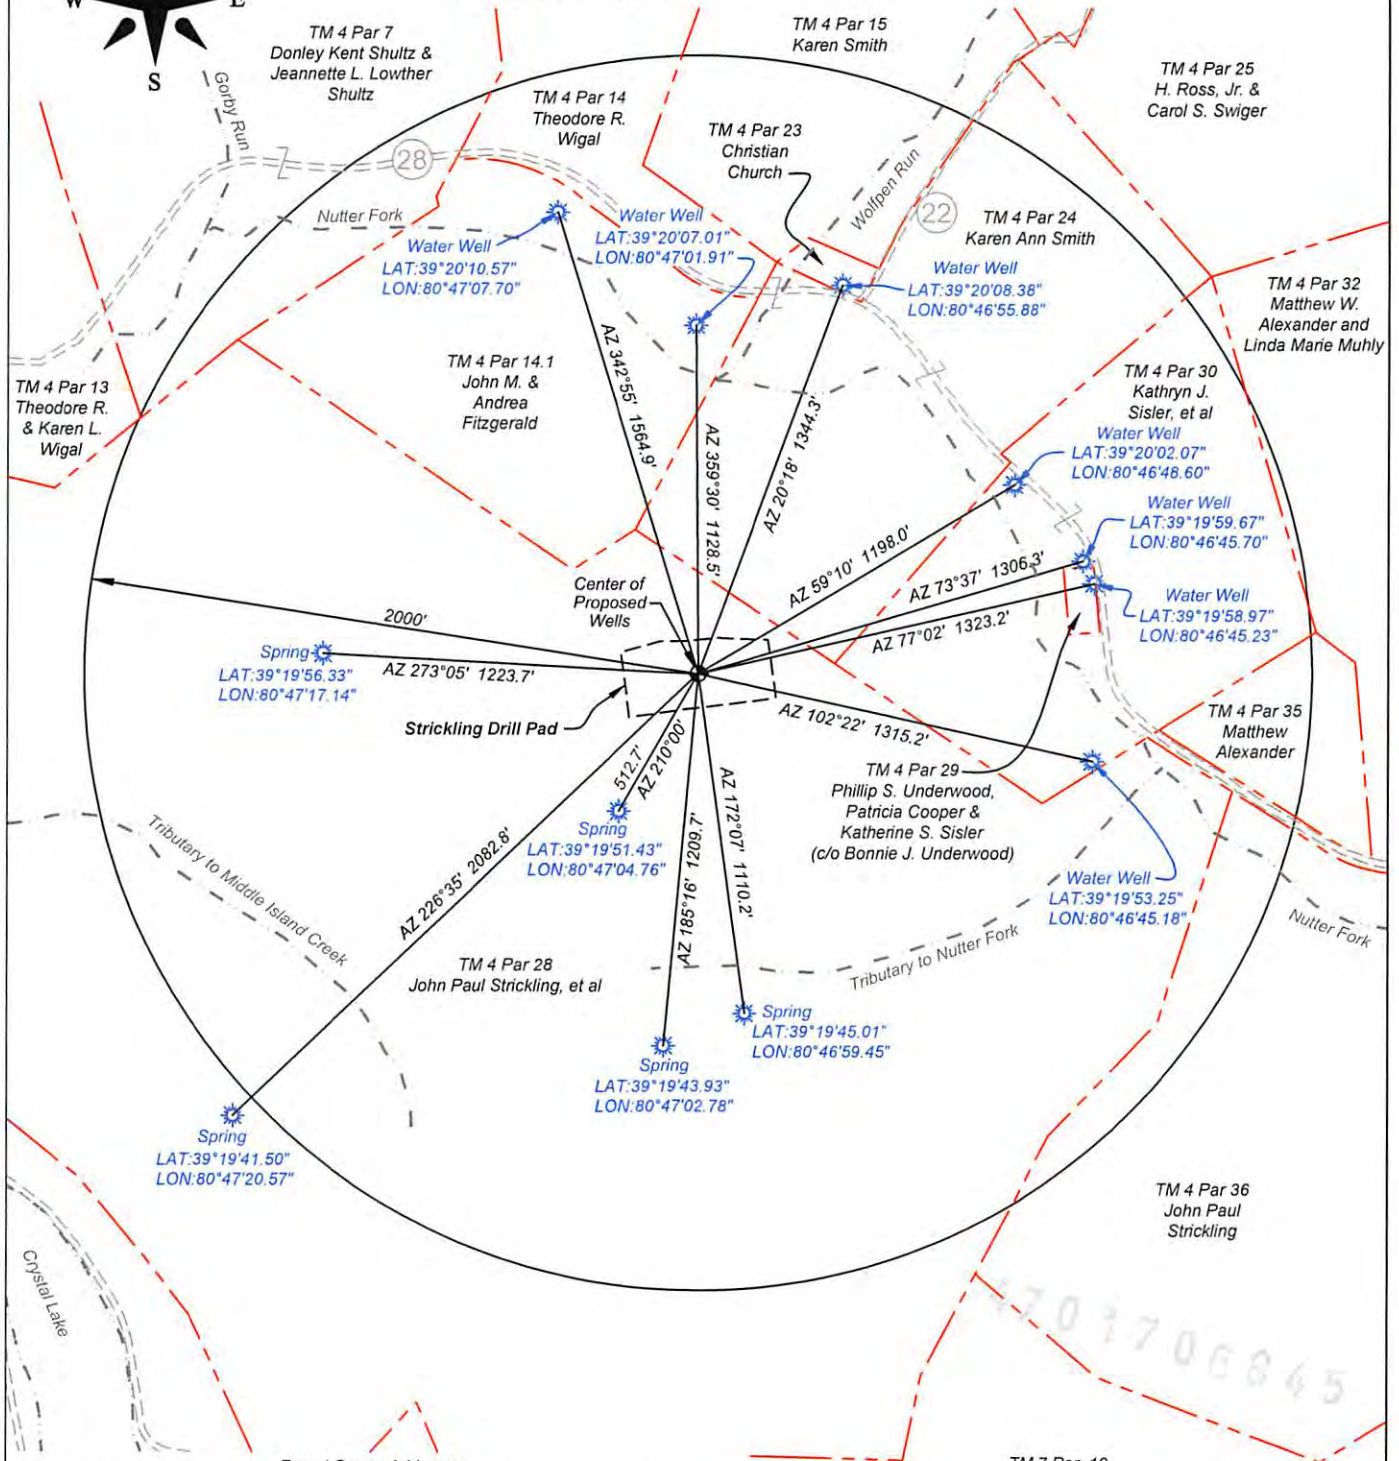 W
E
S
TM 4 Par 7
Donley Kent Shultz &
Jeannette L. Lowther
Shultz
TM 4 Par 15
Karen Smith
TM 4 Par 25
H. Ross, Jr. &
Carol S. Swiger
Gorby Run
TM 4 Par 14
Theodore R.
Wigal
TM 4 Par 23
Christian
Church
28
Wolfpen Run
22
TM 4 Par 24
Karen Ann Smith
Nutter Fork
Water Well
LAT:39°20'10.57"
LON:80°47'07.70"
Water Well
LAT:39°20'07.01"
LON:80°47'01.91"
Water Well
LAT:39°20'08.38"
LON:80°46'55.88"
TM 4 Par 32
Matthew W.
Alexander and
Linda Marie Muhly
TM 4 Par 13
Theodore R.
& Karen L.
Wigal
TM 4 Par 14.1
John M. &
Andrea
Fitzgerald
AZ 342°55' 1564.9'
AZ 359°30' 1128.5'
AZ 20°18' 1344.3'
TM 4 Par 30
Kathryn J.
Sisler, et al
Water Well
LAT:39°20'02.07"
LON:80°46'48.60"
Water Well
LAT:39°19'59.67"
LON:80°46'45.70"
AZ 59°10' 1198.0'
AZ 73°37' 1306.3'
AZ 77°02' 1323.2'
Water Well
LAT:39°19'58.97"
LON:80°46'45.23"
Center of
Proposed
Wells
2000'
Spring
LAT:39°19'56.33"
LON:80°47'17.14"
AZ 273°05' 1223.7'
Strickling Drill Pad
AZ 102°22' 1315.2'
TM 4 Par 35
Matthew
Alexander
TM 4 Par 29
Phillip S. Underwood,
Patricia Cooper &
Katherine S. Sisler
(c/o Bonnie J. Underwood)
512.7'
AZ 210°00'
Spring
LAT:39°19'51.43"
LON:80°47'04.76"
AZ 226°35' 2082.8'
AZ 185°16' 1209.7'
AZ 172°07' 1110.2'
Tributary to Middle Island Creek
Water Well
LAT:39°19'53.25"
LON:80°46'45.18"
Nutter Fork
Tributary to Nutter Fork
TM 4 Par 28
John Paul Strickling, et al
Spring
LAT:39°19'45.01"
LON:80°46'59.45"
Spring
LAT:39°19'43.93"
LON:80°47'02.78"
Spring
LAT:39°19'41.50"
LON:80°47'20.57"
TM 4 Par 36
John Paul
Strickling
Crystal Lake
4701706845